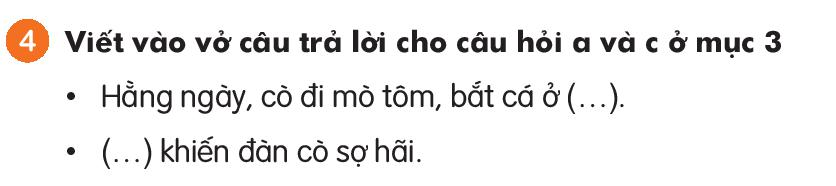 4 Viết vào vở câu trả lời cho câu hỏi a và c ở mục 3
• Hằng ngày, cò đi mò tôm, bắt cá ở (...).
• (...) khiến đàn cò sợ hãi.